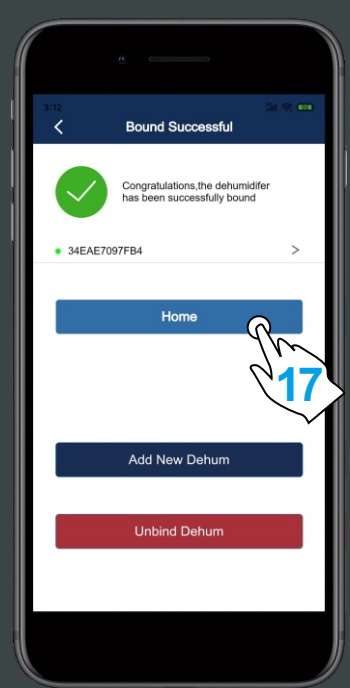 3:12
Bound Successful
Congratulations,the dehumidifer
has been successfully bound
34EAE7097FB4
Home
17
Add New Dehum
Unbind Dehum